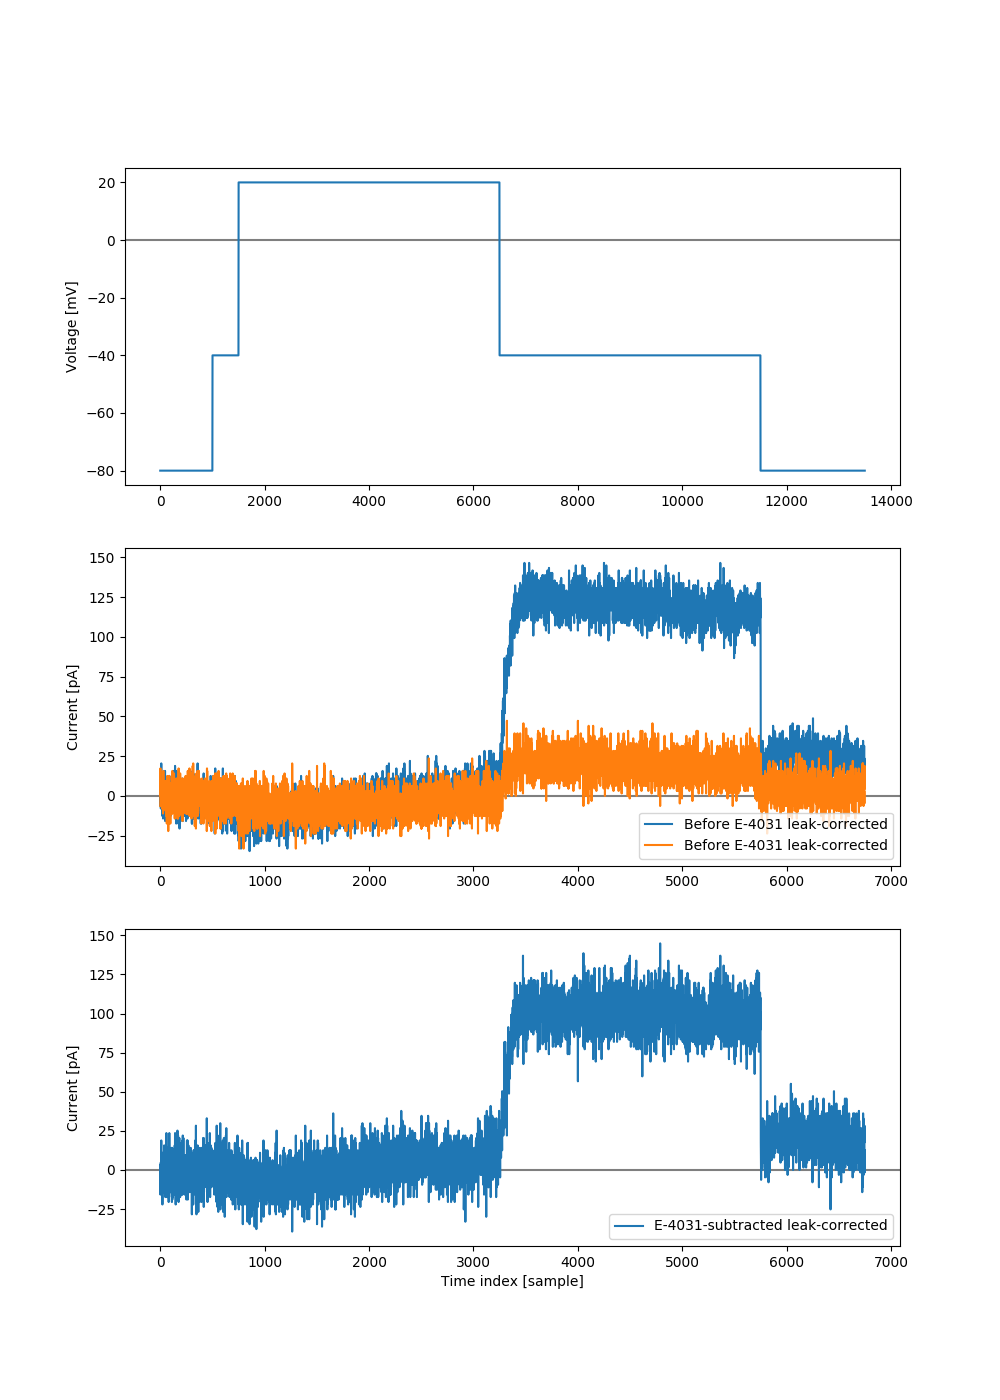 20
0
−20
−40
−60
−80
Voltage [mV]
0 2000 4000 6000 8000 10000 12000 14000
150
125
100
75
50
25
0
−25
Current [pA]
Before E-4031 leak-corrected
Before E-4031 leak-corrected
0 1000 2000 3000 4000 5000 6000 7000
150
125
100
75
50
25
0
−25
Current [pA]
E-4031-subtracted leak-corrected
0 1000 2000 3000 4000 5000 6000 7000
Time index [sample]